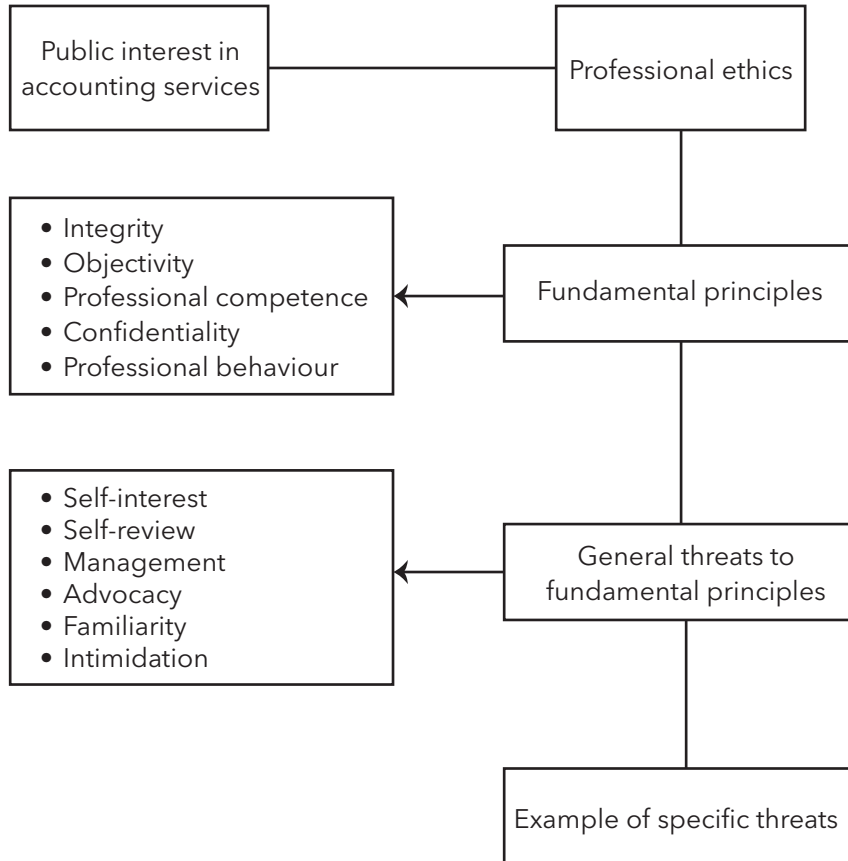 Public interest in
accounting services
Professional ethics
• Integrity
• Objectivity
• Professional competence
• Confidentiality
• Professional behaviour
Fundamental principles
• Self-interest
• Self-review
• Management
• Advocacy
• Familiarity
• Intimidation
General threats to
fundamental principles
Example of specific threats